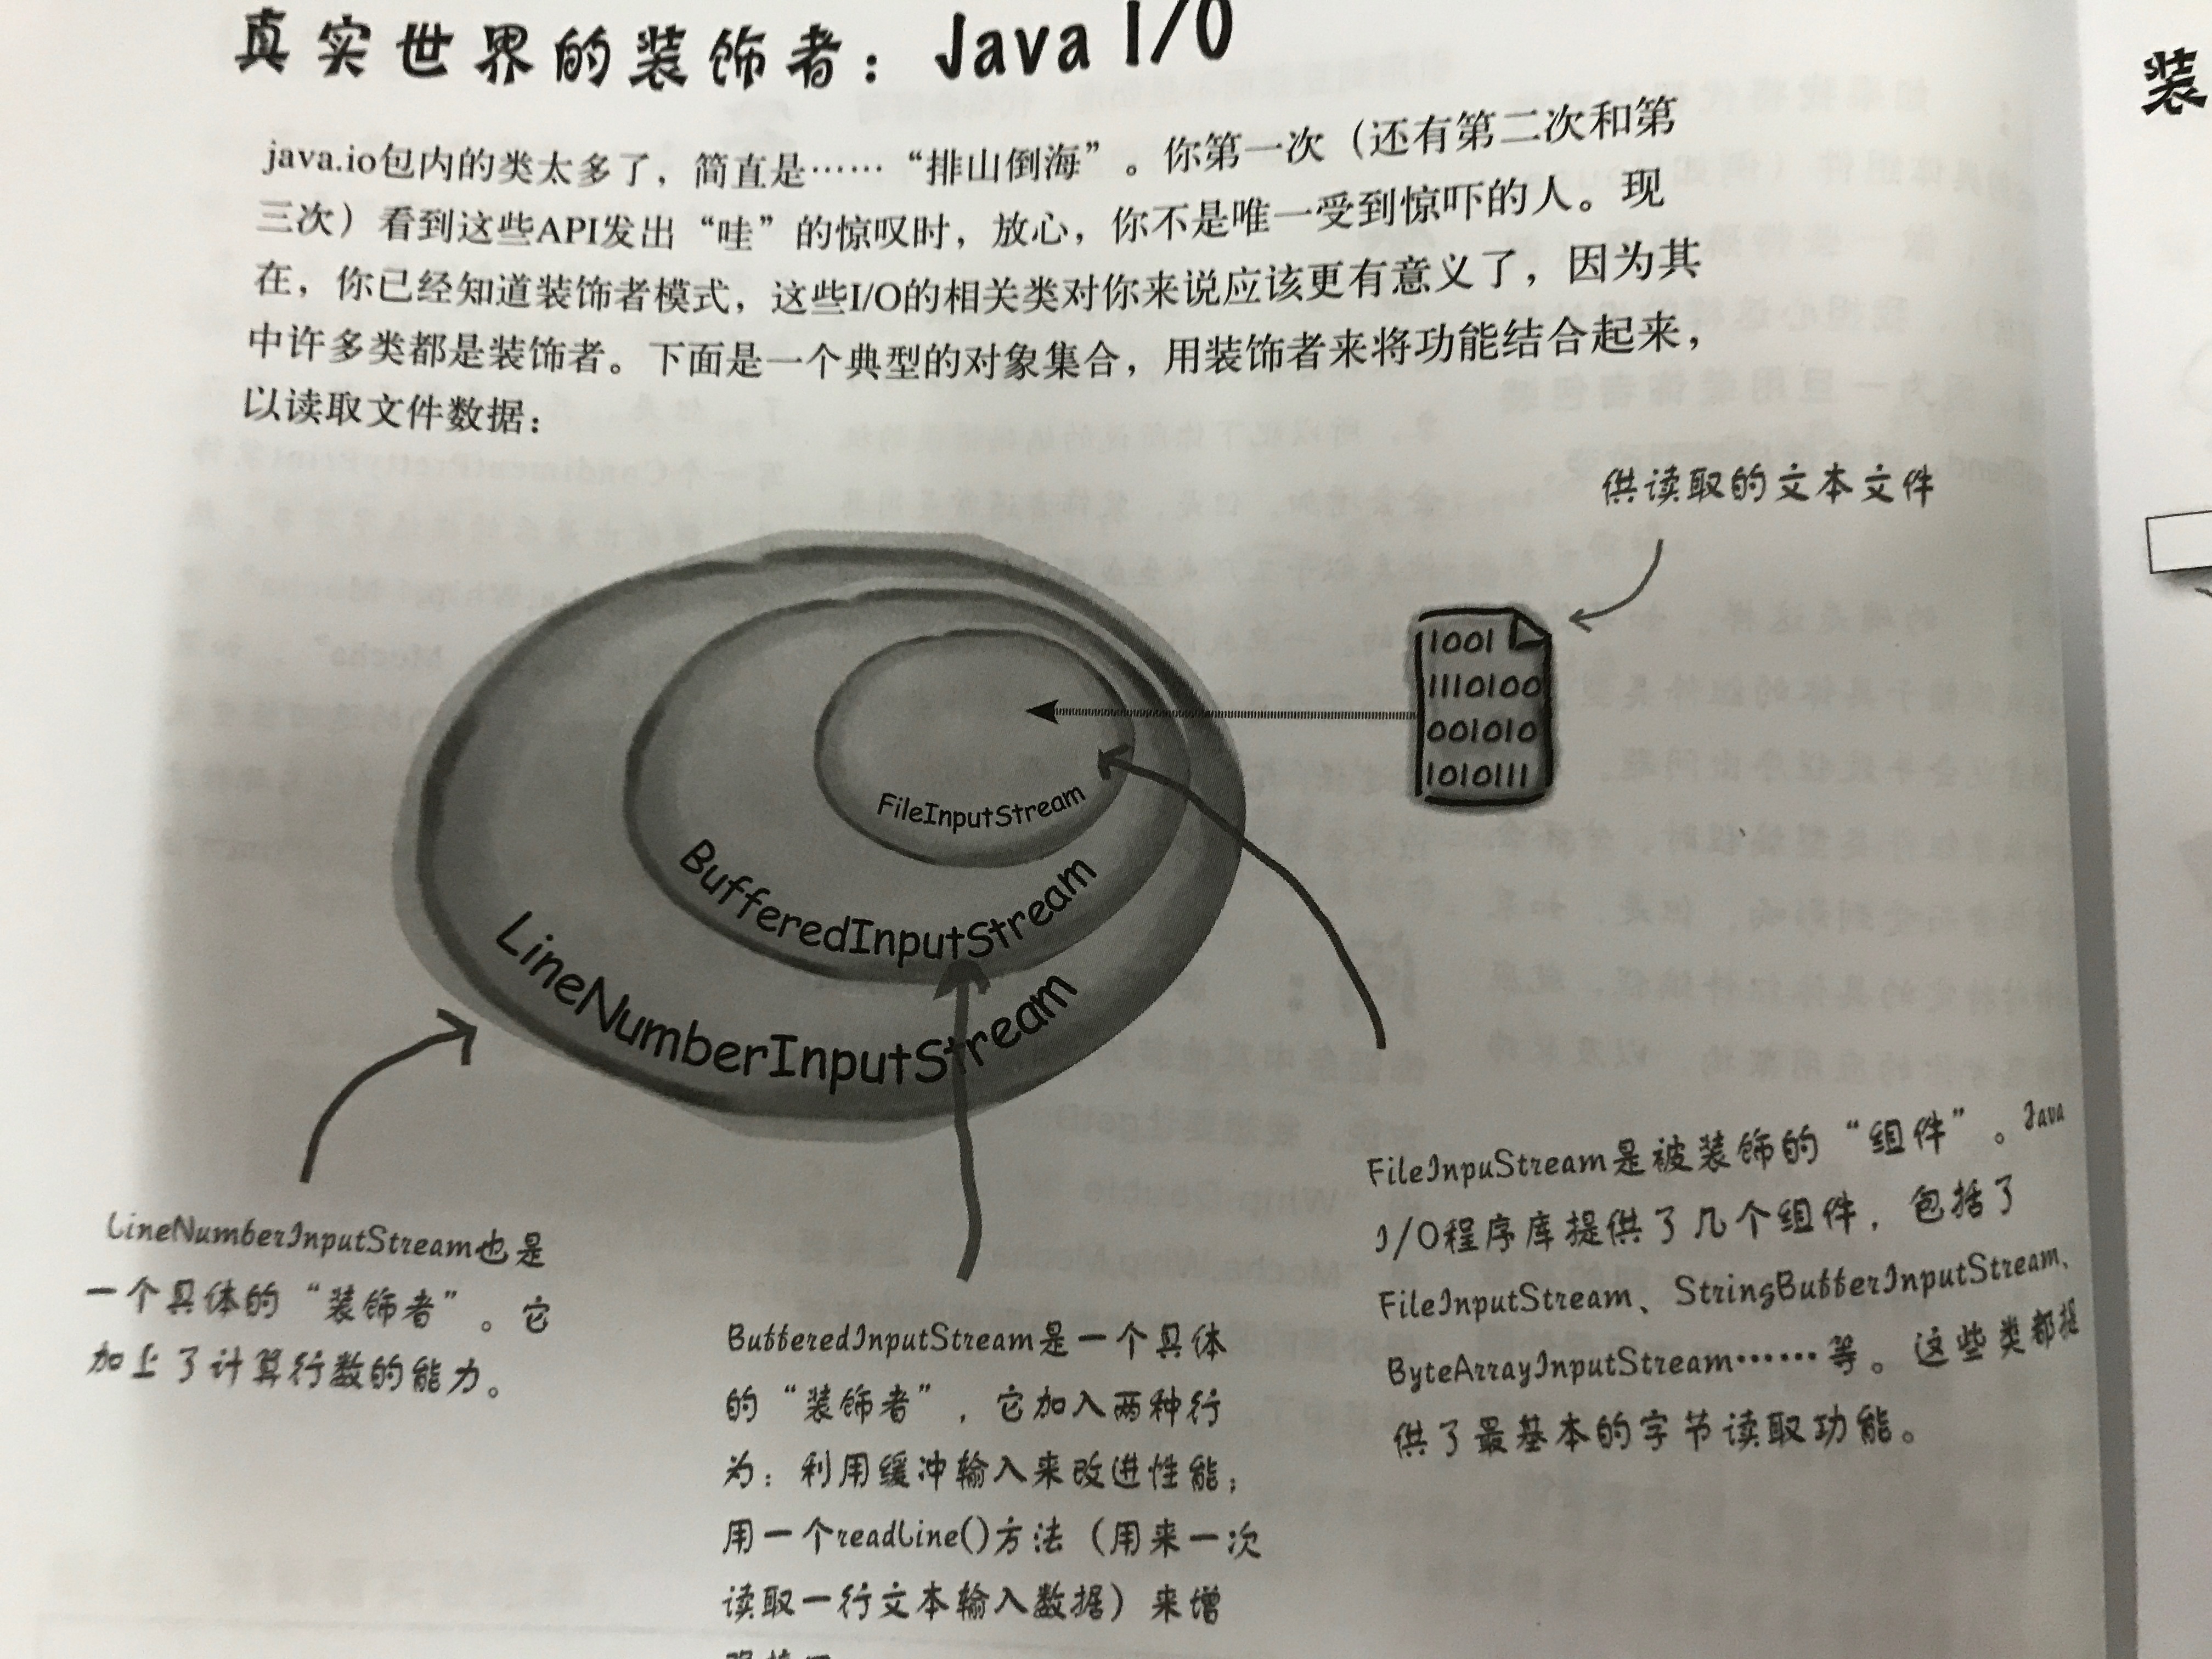 真实世界的装饰者：Java I/O
java.io包内的类太多了，简直是……“排山倒海”。你第一次（还有第二次和第
三次）看到这些API发出“哇”的惊叹时，放心，你不是唯一受到惊吓的人。现
在，你已经知道装饰者模式，这些I/O的相关类对你来说应该更有意义了，因为其
中许多类都是装饰者。下面是一个典型的对象集合，用装饰者来将功能结合起来，
以读取文件数据：
供读取的文本文件
1001
1110100
001010
1010111
FileInputStream
BufferedInputStream
LineNumberInputStream
LineNumberInputStream也是
一个具体的“装饰者”。它
加上了计算行数的能力。
BufferedInputStream是一个具体
的“装饰者”，它加入两种行
为：利用缓冲输入来改进性能；
用一个readLine()方法（用来一次
读取一行文本输入数据）来增
FileInpuStream是被装饰的“组件”。Java
I/O程序库提供了几个组件，包括了
FileInputStream、StringBufferInputStream、
ByteArrayInputStream……等。这些类都提
供了最基本的字节读取功能。
装